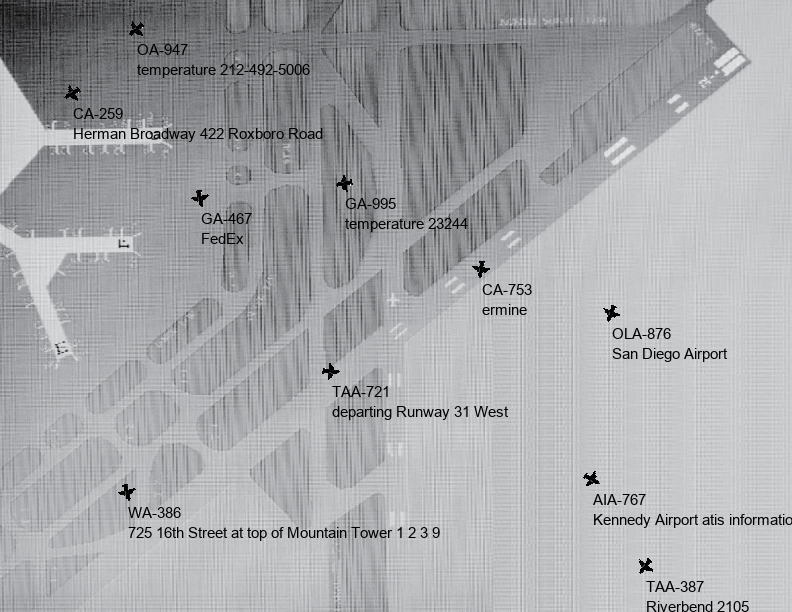 OA-947
temperature 212-492-5006
CA-259
Herman Broadway 422 Roxboro Road
GA-467
FedEx
GA-995
temperature 23244
CA-753
ermine
OLA-876
San Diego Airport
TAA-721
departing Runway 31 West
WA-386
725 16th Street at top of Mountain Tower 1 2 3 9
AIA-767
Kennedy Airport atis informatio
TAA-387
Riverbend 2105